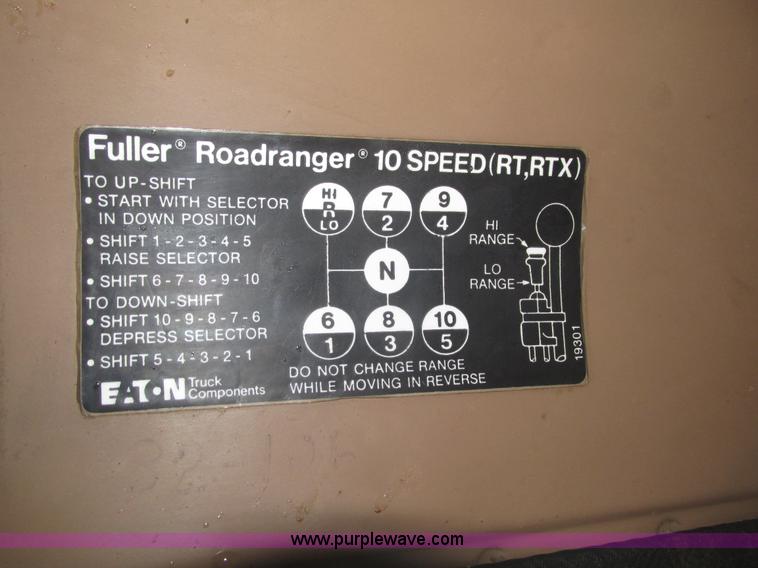 Fuller® Roadranger® 10 SPEED (RT,RTX)
TO UP-SHIFT
• START WITH SELECTOR
IN DOWN POSITION
• SHIFT 1-2-3-4-5
RAISE SELECTOR
• SHIFT 6-7-8-9-10
TO DOWN-SHIFT
• SHIFT 10-9-8-7-6
DEPRESS SELECTOR
• SHIFT 5-4-3-2-1
EATON Truck
Components
HI 7 9
R
LO 2 4
N
6 8 10
1 3 5
DO NOT CHANGE RANGE
WHILE MOVING IN REVERSE
HI
RANGE
LO
RANGE
19301
www.purplewave.com